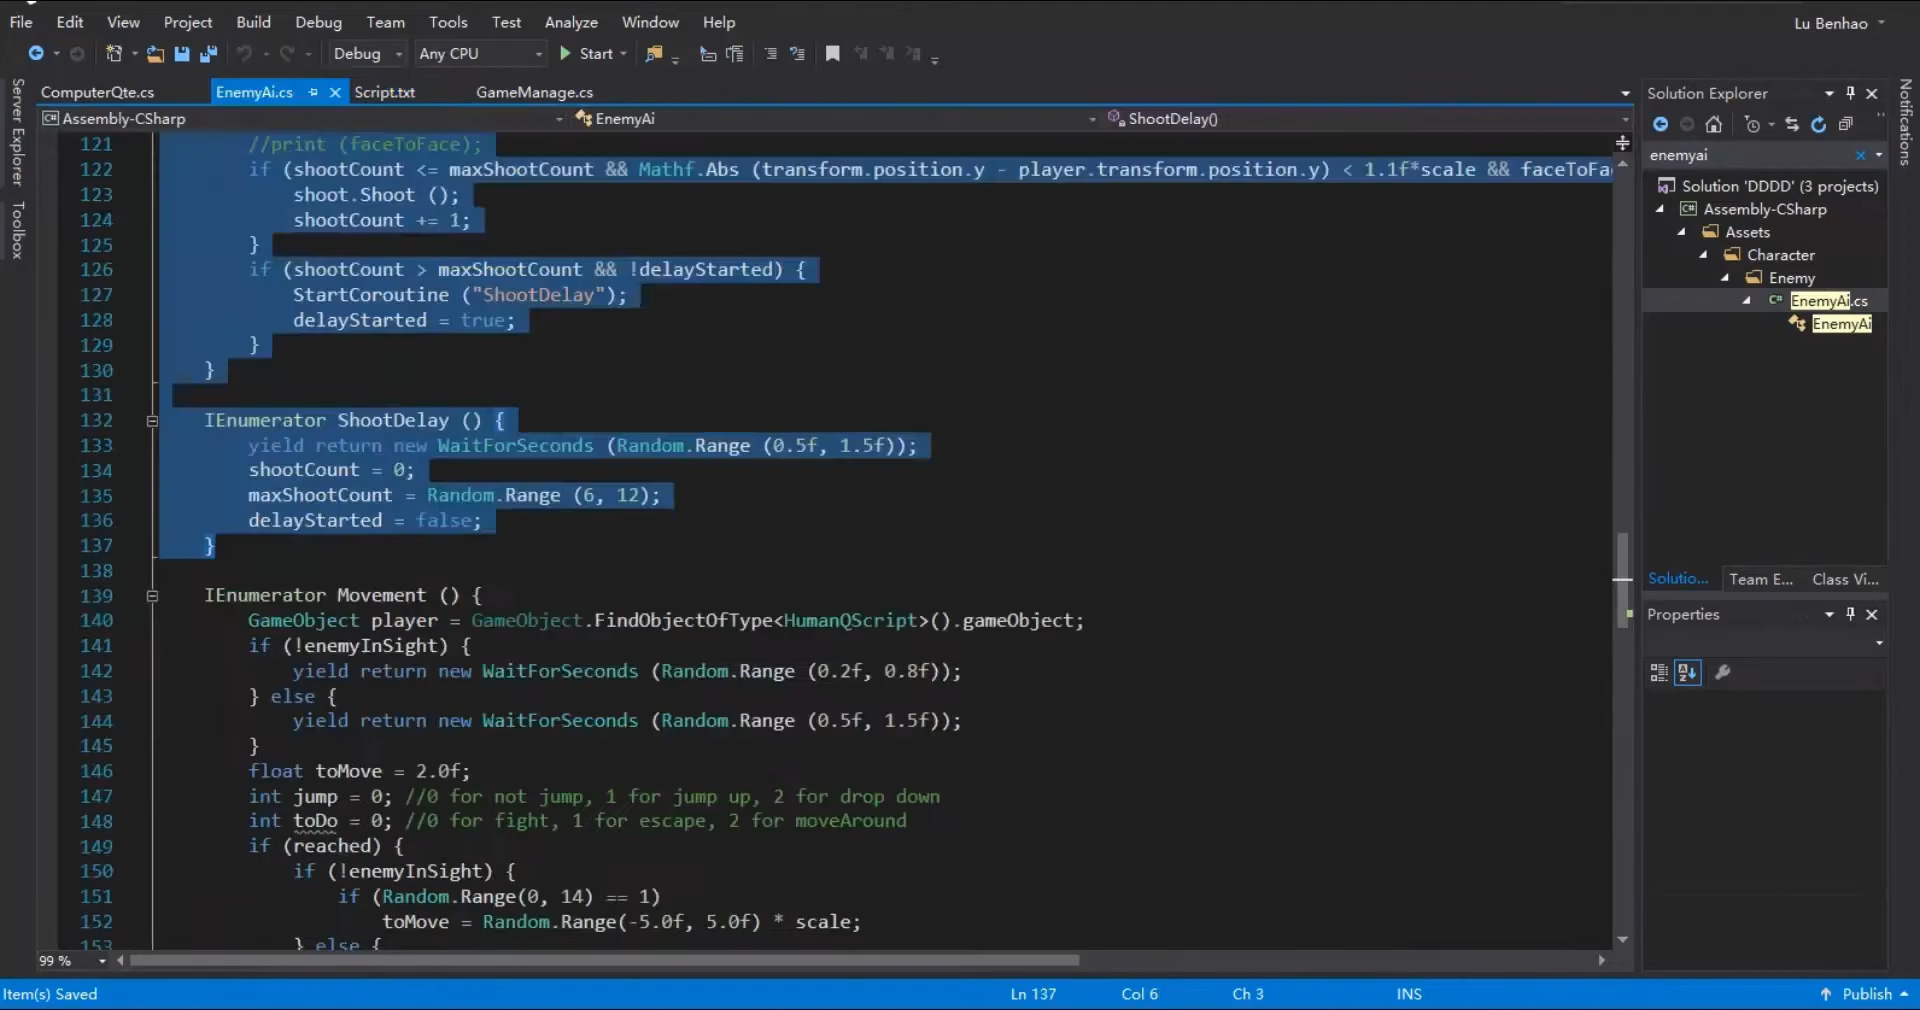 File Edit View Project Build Debug Team Tools Test Analyze Window Help
Lu Benhao
Debug Any CPU Start
Server Explorer
Toolbox
ComputerQte.cs EnemyAi.cs Script.txt GameManage.cs
Assembly-CSharp EnemyAi ShootDelay()
121 //print (faceToFace);
122 if (shootCount <= maxShootCount && Mathf.Abs (transform.position.y - player.transform.position.y) < 1.1f*scale && faceToFa
123 shoot.Shoot ();
124 shootCount += 1;
125 }
126 if (shootCount > maxShootCount && !delayStarted) {
127 StartCoroutine ("ShootDelay");
128 delayStarted = true;
129 }
130 }
131
132 IEnumerator ShootDelay () {
133 yield return new WaitForSeconds (Random.Range (0.5f, 1.5f));
134 shootCount = 0;
135 maxShootCount = Random.Range (6, 12);
136 delayStarted = false;
137 }
138
139 IEnumerator Movement () {
140 GameObject player = GameObject.FindObjectOfType<HumanQScript>().gameObject;
141 if (!enemyInSight) {
142 yield return new WaitForSeconds (Random.Range (0.2f, 0.8f));
143 } else {
144 yield return new WaitForSeconds (Random.Range (0.5f, 1.5f));
145 }
146 float toMove = 2.0f;
147 int jump = 0; //0 for not jump, 1 for jump up, 2 for drop down
148 int toDo = 0; //0 for fight, 1 for escape, 2 for moveAround
149 if (reached) {
150 if (!enemyInSight) {
151 if (Random.Range(0, 14) == 1)
152 toMove = Random.Range(-5.0f, 5.0f) * scale;
153 } else {
99 %
Solution Explorer
enemyai
Solution 'DDDD' (3 projects)
Assembly-CSharp
Assets
Character
Enemy
EnemyAi.cs
EnemyAi
Solutio... Team E... Class Vi...
Properties
Notifications
Item(s) Saved Ln 137 Col 6 Ch 3 INS Publish